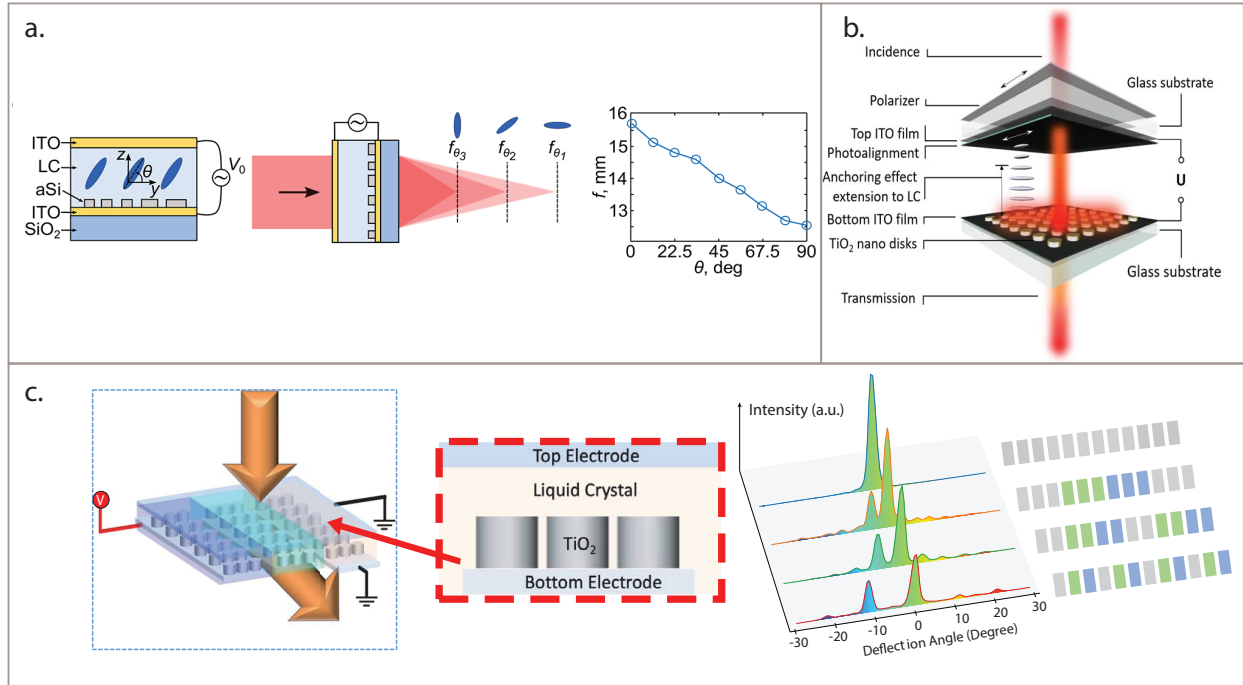 a.
ITO
LC
aSi
ITO
SiO2
z
θ
y
V0
fθ3
fθ2
fθ1
f, mm
16
15
14
13
0
22.5
45
67.5
90
θ, deg
b.
Incidence
Polarizer
Top ITO film
Photoalignment
Anchoring effect
extension to LC
Bottom ITO film
TiO2 nano disks
Transmission
Glass substrate
U
Glass substrate
c.
V
Top Electrode
Liquid Crystal
TiO2
Bottom Electrode
Intensity (a.u.)
-30
-20
-10
0
10
20
30
Deflection Angle (Degree)